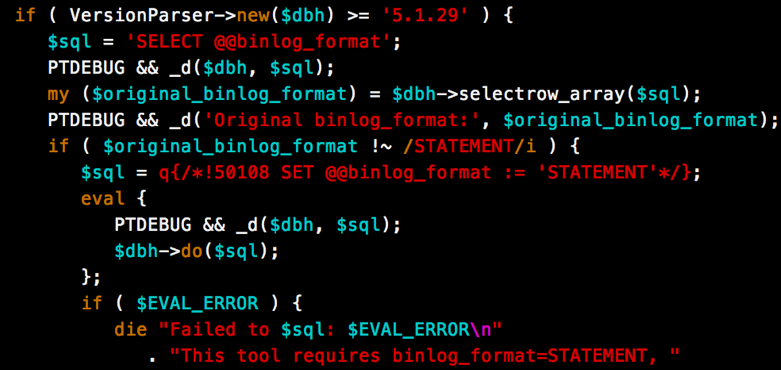 if ( VersionParser->new($dbh) >= '5.1.29' ) {
$sql = 'SELECT @@binlog_format';
PTDEBUG && _d($dbh, $sql);
my ($original_binlog_format) = $dbh->selectrow_array($sql);
PTDEBUG && _d('Original binlog_format:', $original_binlog_format);
if ( $original_binlog_format !~ /STATEMENT/i ) {
$sql = q{/*!50108 SET @@binlog_format := 'STATEMENT'*/};
eval {
PTDEBUG && _d($dbh, $sql);
$dbh->do($sql);
};
if ( $EVAL_ERROR ) {
die "Failed to $sql: $EVAL_ERROR\n"
. "This tool requires binlog_format=STATEMENT, "